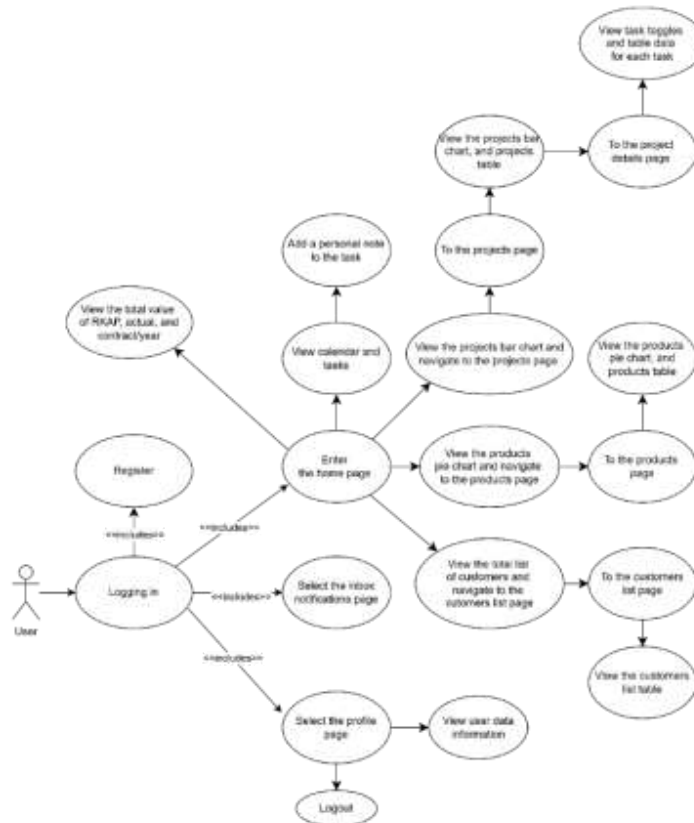 View task toggles
and table data
for each task
View the projects bar
chart, and projects
table
To the project
details page
Add a personal note
to the task
To the projects page
View the total value
of RKAP, actual, and
contract/year
View calendar and
tasks
View the projects bar chart and
navigate to the projects page
View the products
pie chart, and
products table
Register
Enter
the home page
View the products
pie chart and navigate
to the products page
To the products
page
<<includes>>
<<includes>>
User
Logging in
<<includes>>
Select the inbox
notifications page
View the total list
of customers and
navigate to the
cutomers list page
To the customers
list page
<<includes>>
View the customers
list table
Select the profile
page
View user data
information
Logout